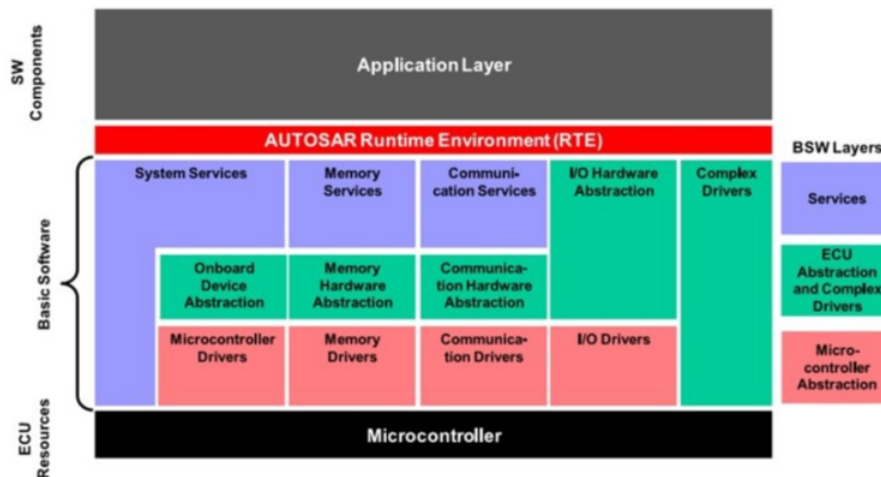 SW
Components
Application Layer
AUTOSAR Runtime Environment (RTE)
BSW Layers
Basic Software
System Services
Memory
Services
Communi-
cation Services
I/O Hardware
Abstraction
Complex
Drivers
Services
Onboard
Device
Abstraction
Memory
Hardware
Abstraction
Communica-
tion Hardware
Abstraction
ECU
Abstraction
and Complex
Drivers
Microcontroller
Drivers
Memory
Drivers
Communica-
tion Drivers
I/O Drivers
Micro-
controller
Abstraction
ECU
Resources
Microcontroller